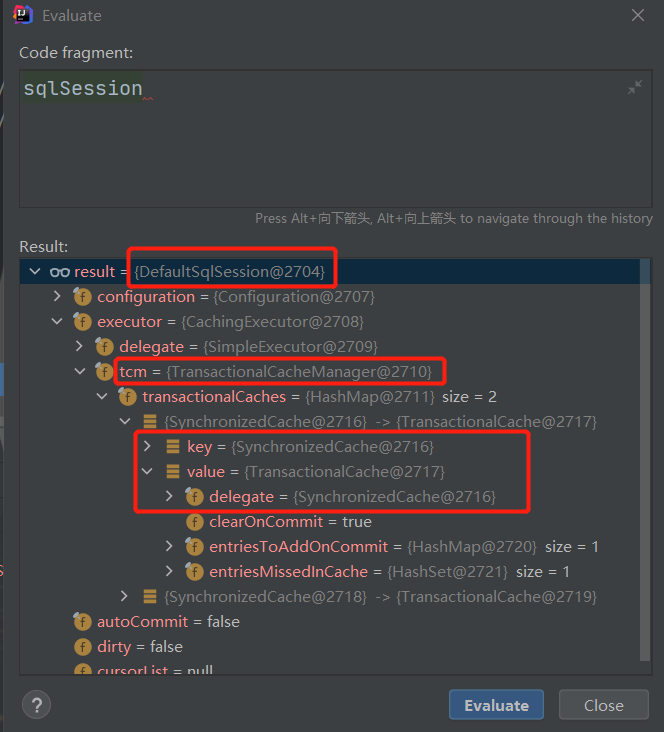 Evaluate
Code fragment:
sqlSession
Press Alt+向下箭头, Alt+向上箭头 to navigate through the history
Result:
result = {DefaultSqlSession@2704}
configuration = {Configuration@2707}
executor = {CachingExecutor@2708}
delegate = {SimpleExecutor@2709}
tcm = {TransactionalCacheManager@2710}
transactionalCaches = {HashMap@2711} size = 2
{SynchronizedCache@2716} -> {TransactionalCache@2717}
key = {SynchronizedCache@2716}
value = {TransactionalCache@2717}
delegate = {SynchronizedCache@2716}
clearOnCommit = true
entriesToAddOnCommit = {HashMap@2720} size = 1
entriesMissedInCache = {HashSet@2721} size = 1
{SynchronizedCache@2718} -> {TransactionalCache@2719}
autoCommit = false
dirty = false
cursorList = null
? Evaluate Close